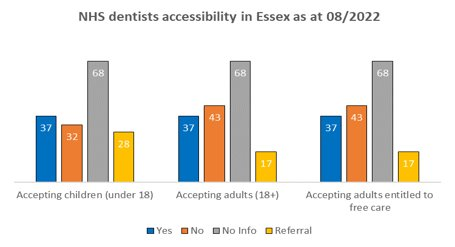 NHS dentists accessibility in Essex as at 08/2022
37 32 68 28 37 43 68 17 37 43 68 17
Accepting children (under 18) Accepting adults (18+) Accepting adults entitled to
free care
Yes No No Info Referral